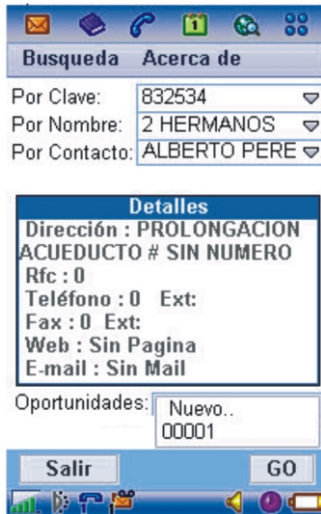 1
Busqueda Acerca de
Por Clave: 832534
Por Nombre: 2 HERMANOS
Por Contacto: ALBERTO PERE
Detalles
Dirección : PROLONGACION
ACUEDUCTO # SIN NUMERO
Rfc : 0
Teléfono : 0 Ext:
Fax : 0 Ext:
Web : Sin Pagina
E-mail : Sin Mail
Oportunidades: Nuevo..
00001
Salir GO